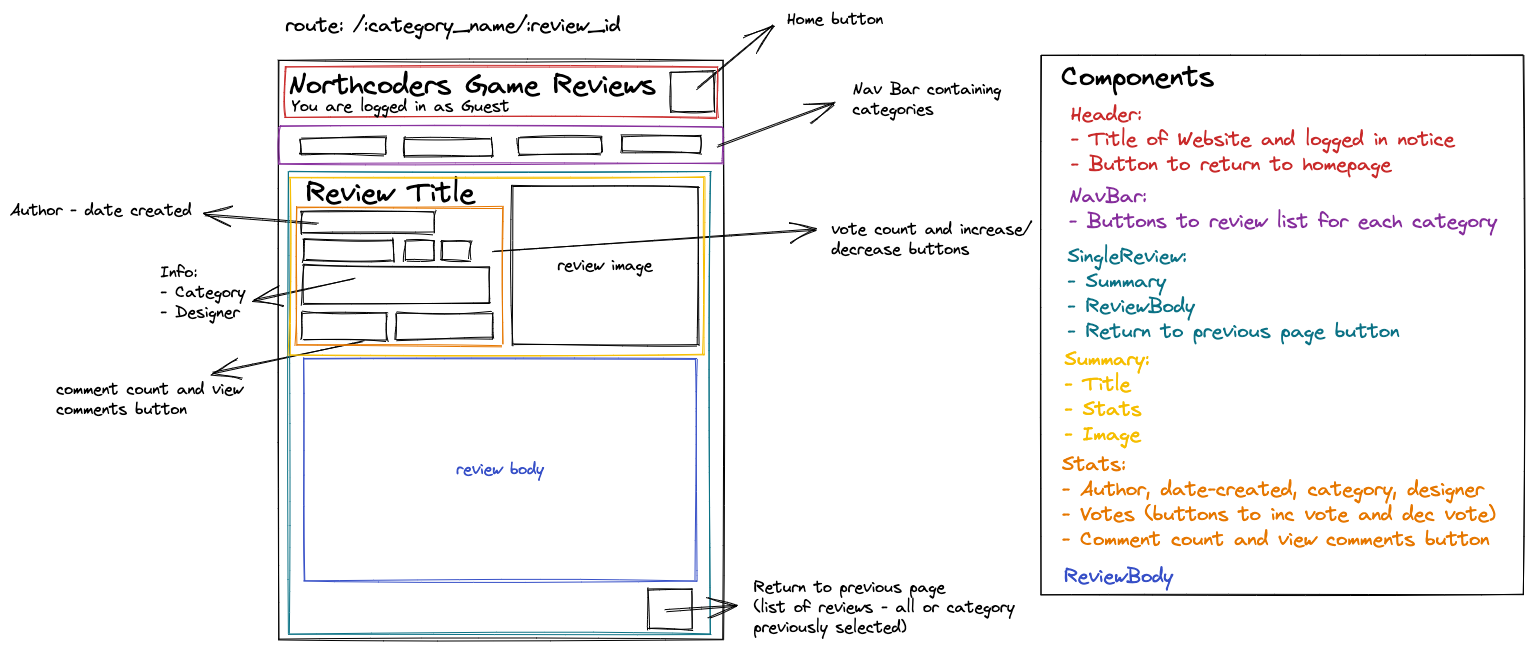 route: /:category_name/:review_id
Home button
Northcoders Game Reviews
You are logged in as Guest
Nav Bar containing
categories
Review Title
Author - date created
vote count and increase/
decrease buttons
review image
Info:
- Category
- Designer
comment count and view
comments button
review body
Return to previous page
(list of reviews - all or category
previously selected)
Components
Header:
- Title of Website and logged in notice
- Button to return to homepage
NavBar:
- Buttons to review list for each category
SingleReview:
- Summary
- ReviewBody
- Return to previous page button
Summary:
- Title
- Stats
- Image
Stats:
- Author, date-created, category, designer
- Votes (buttons to inc vote and dec vote)
- Comment count and view comments button
ReviewBody